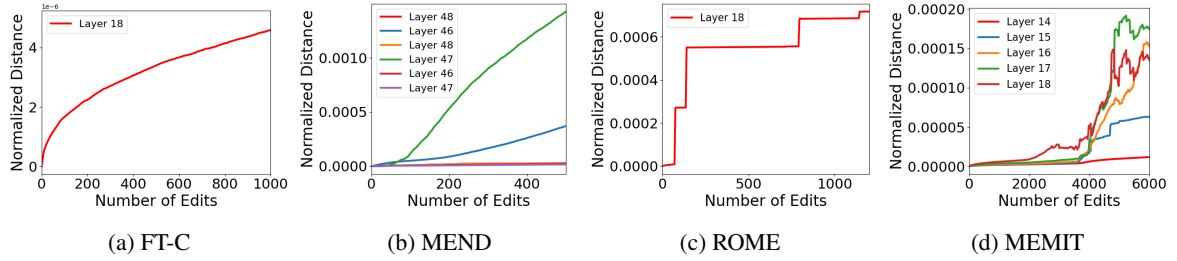 1e-6
Layer 18
Normalized Distance
4
2
0
0 200 400 600 800 1000
Number of Edits
(a) FT-C
Layer 48
Layer 46
Layer 48
Layer 47
Layer 46
Layer 47
Normalized Distance
0.0010
0.0005
0.0000
0 200 400
Number of Edits
(b) MEND
Layer 18
Normalized Distance
0.0006
0.0004
0.0002
0.0000
0 500 1000
Number of Edits
(c) ROME
Layer 14
Layer 15
Layer 16
Layer 17
Layer 18
Normalized Distance
0.00020
0.00015
0.00010
0.00005
0.00000
0 2000 4000 6000
Number of Edits
(d) MEMIT